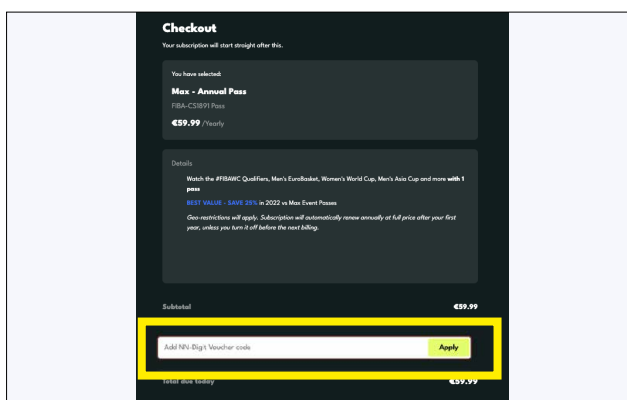 Checkout
Your subscription will start straight after this.
You have selected:
Max - Annual Pass
FIBA-CS1891 Pass
€59.99 /Yearly
Details
Watch the #FIBAWC Qualifiers, Men's EuroBasket, Women's World Cup, Men's Asia Cup and more with 1
pass
BEST VALUE - SAVE 25% in 2022 vs Max Event Passes
Geo-restrictions will apply. Subscription will automatically renew annually at full price after your first
year, unless you turn it off before the next billing.
Subtotal €59.99
Add NN-Digit Voucher code Apply
Total due today €59.99